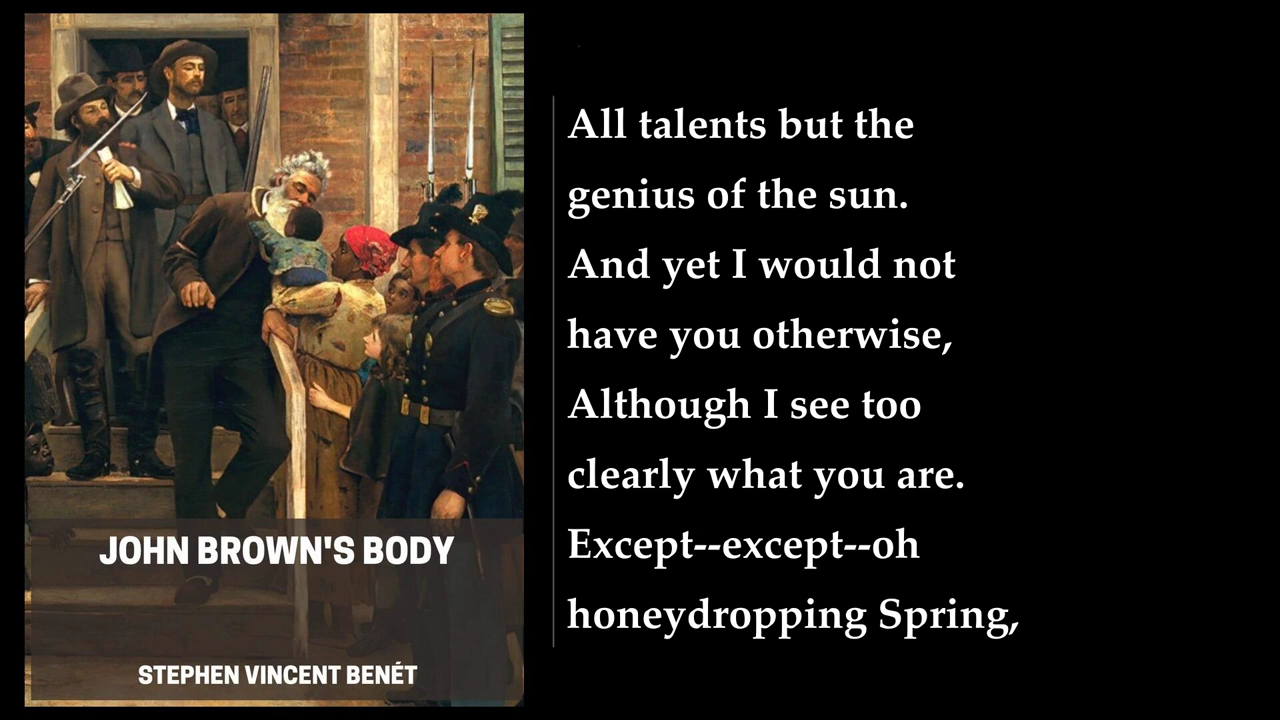 JOHN BROWN'S BODY
STEPHEN VINCENT BENÉT
All talents but the
genius of the sun.
And yet I would not
have you otherwise,
Although I see too
clearly what you are.
Except--except--oh
honeydropping Spring,